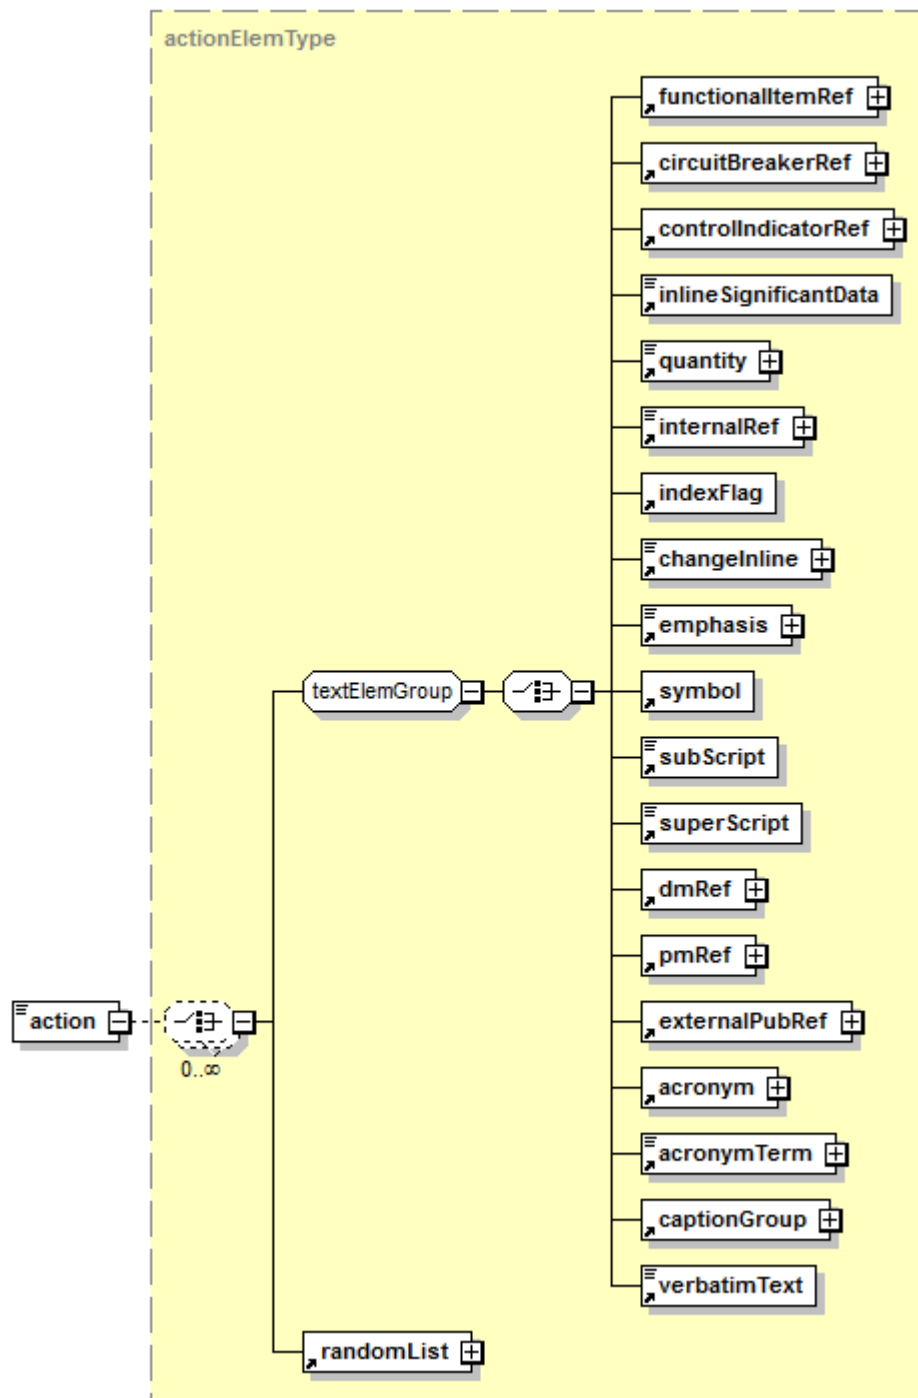 actionElemType
functionalItemRef
circuitBreakerRef
controlIndicatorRef
inlineSignificantData
quantity
internalRef
indexFlag
changeInline
emphasis
textElemGroup
symbol
subScript
superScript
dmRef
pmRef
action
0..∞
externalPubRef
acronym
acronymTerm
captionGroup
verbatimText
randomList